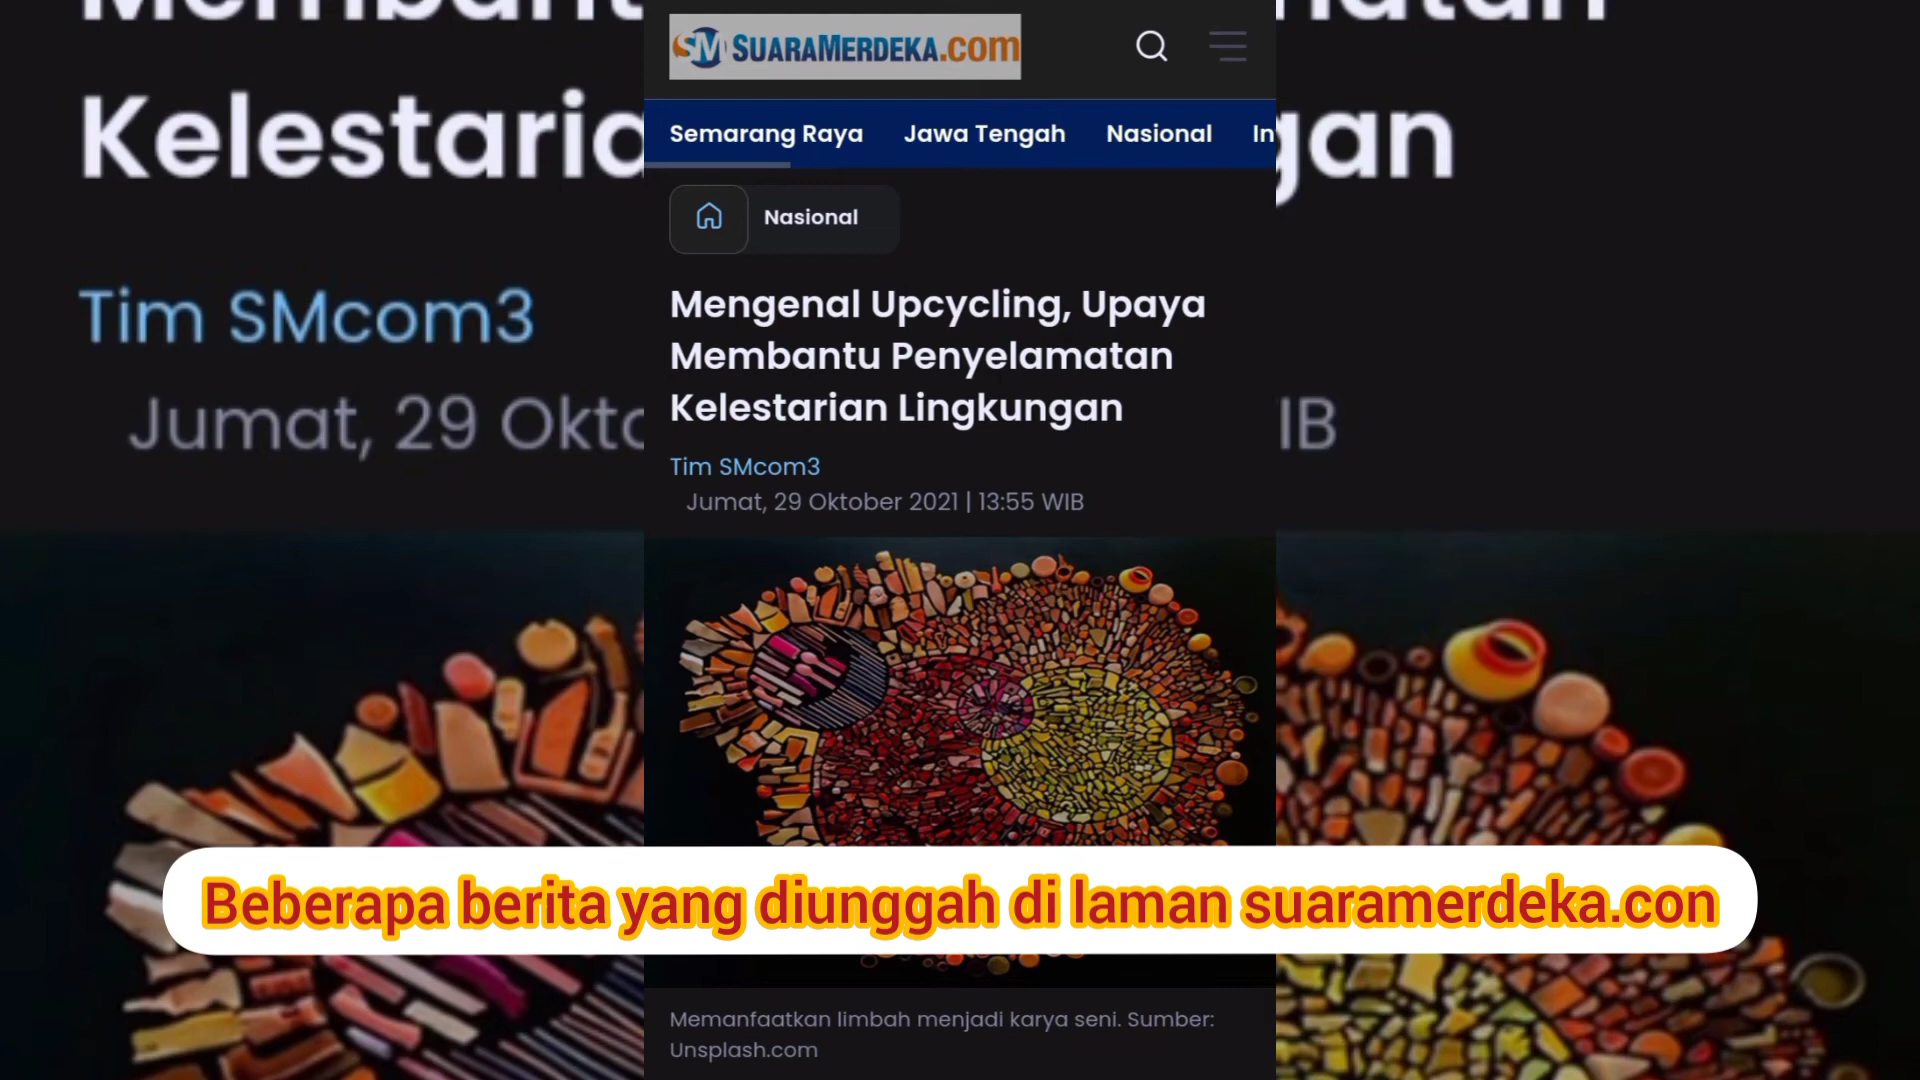 SM SUARAMERDEKA.com
Semarang Raya Jawa Tengah Nasional In
Nasional
Mengenal Upcycling, Upaya
Membantu Penyelamatan
Kelestarian Lingkungan
Tim SMcom3
Jumat, 29 Oktober 2021 | 13:55 WIB
Beberapa berita yang diunggah di laman suaramerdeka.con
Memanfaatkan limbah menjadi karya seni. Sumber:
Unsplash.com
Kelestaria
gan
Tim SMcom3
Jumat, 29 Okto
IB